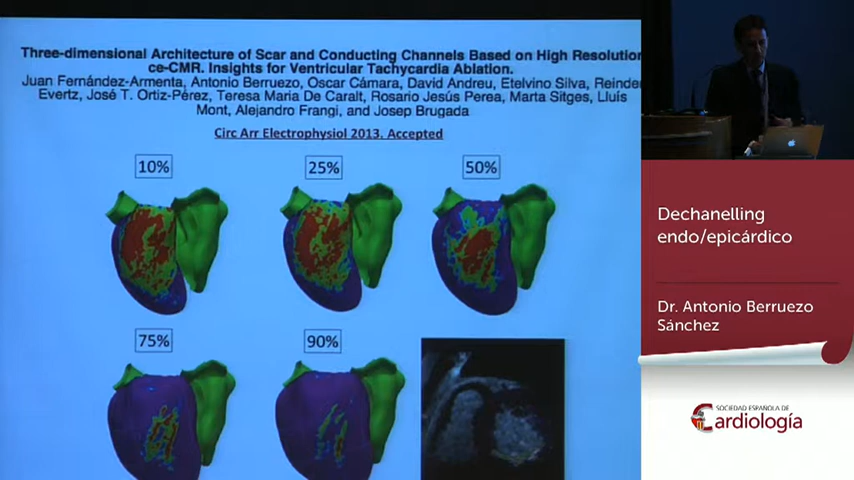 Three-dimensional Architecture of Scar and Conducting Channels Based on High Resolution
ce-CMR. Insights for Ventricular Tachycardia Ablation.
Juan Fernández-Armenta, Antonio Berruezo, Oscar Cámara, David Andreu, Etelvino Silva, Reinder
Evertz, José T. Ortiz-Pérez, Teresa Maria De Caralt, Rosario Jesús Perea, Marta Sitges, Lluís
Mont, Alejandro Frangi, and Josep Brugada
Circ Arr Electrophysiol 2013. Accepted
10%
25%
50%
75%
90%
Dechanelling
endo/epicárdico
Dr. Antonio Berruezo
Sánchez
SOCIEDAD ESPAÑOLA DE
Cardiología